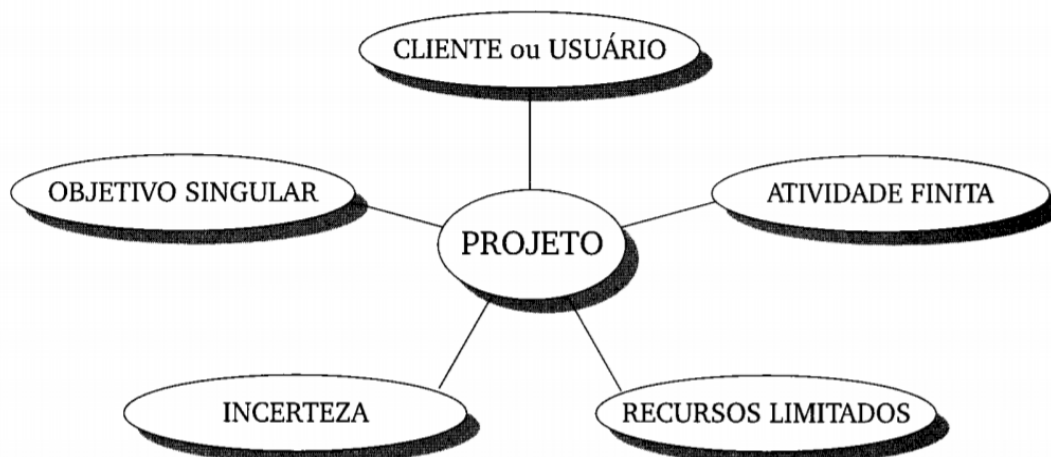 CLIENTE ou USUÁRIO
OBJETIVO SINGULAR
ATIVIDADE FINITA
PROJETO
INCERTEZA
RECURSOS LIMITADOS